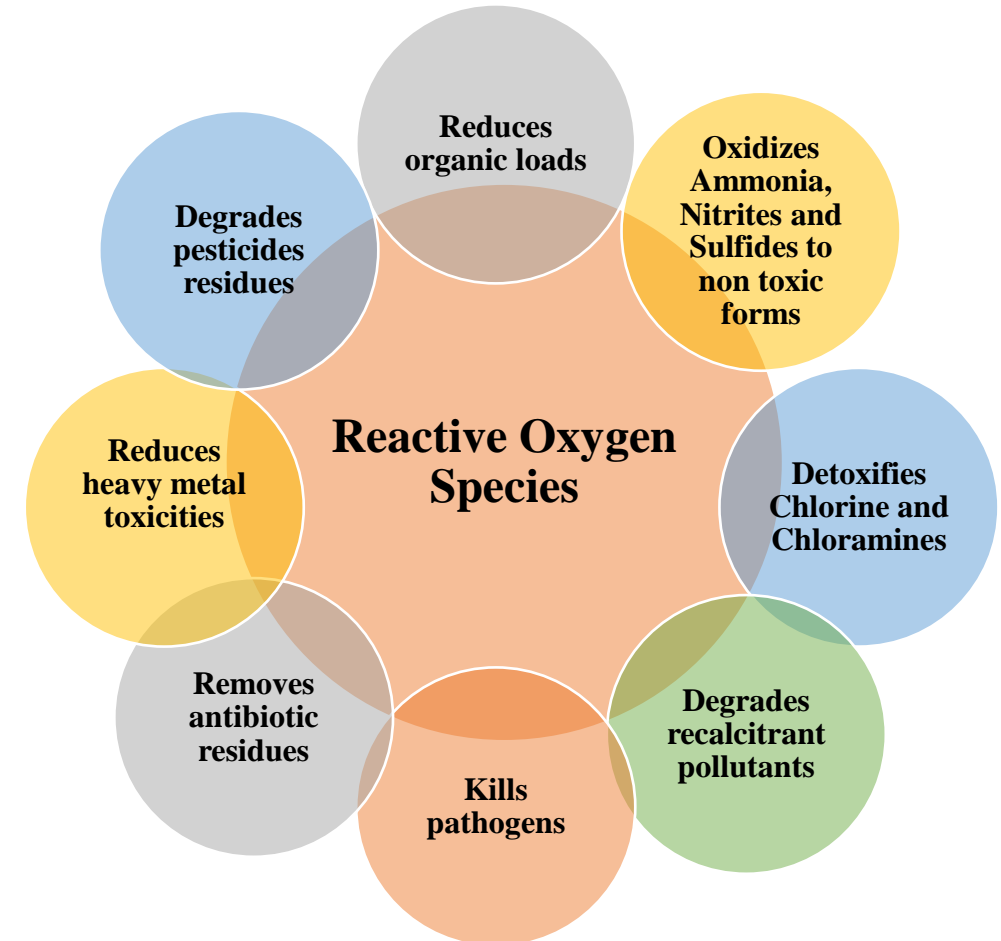 Reduces
organic loads
Oxidizes
Ammonia,
Nitrites and
Sulfides to
non toxic
forms
Degrades
pesticides
residues
Reactive Oxygen
Species
Reduces
heavy metal
toxicities
Detoxifies
Chlorine and
Chloramines
Removes
antibiotic
residues
Degrades
recalcitrant
pollutants
Kills
pathogens